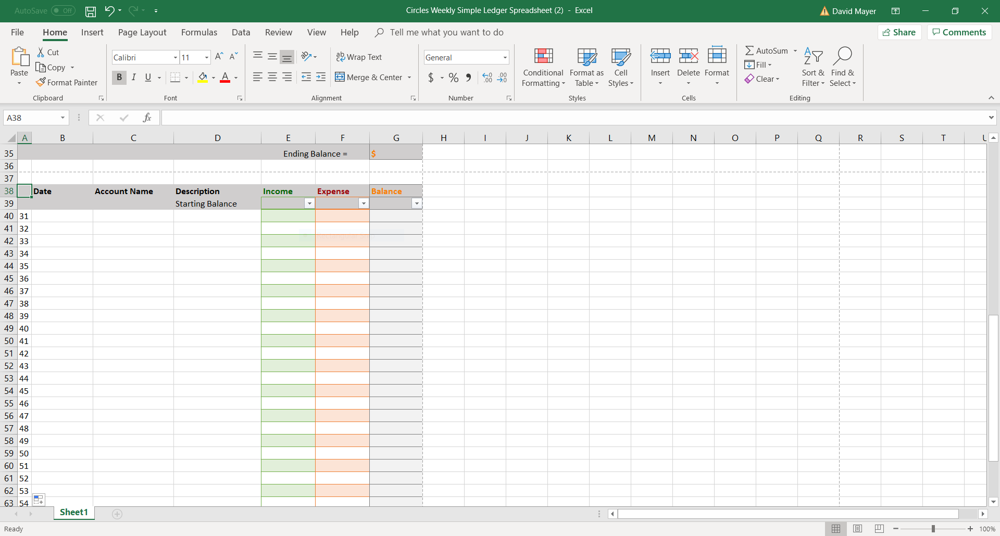 AutoSave Off
Circles Weekly Simple Ledger Spreadsheet (2) - Excel
David Mayer
File Home Insert Page Layout Formulas Data Review View Help Tell me what you want to do
Share Comments
Paste
Cut
Copy
Format Painter
Clipboard
Calibri 11
B I U
Font
Wrap Text
Merge & Center
Alignment
General
$ % 9
Number
Conditional Formatting
Format as Table
Cell Styles
Styles
Insert Delete Format
Cells
AutoSum
Fill
Clear
Sort & Filter
Find & Select
Editing
A38
fx
A B C D E F G H I J K L M N O P Q R S T U
35 Ending Balance = $
36
37
38 Date Account Name Description Income Expense Balance
39 Starting Balance
40 31
41 32
42 33
43 34
44 35
45 36
46 37
47 38
48 39
49 40
50 41
51 42
52 43
53 44
54 45
55 46
56 47
57 48
58 49
59 50
60 51
61 52
62 53
63 54
Sheet1
Ready
100%